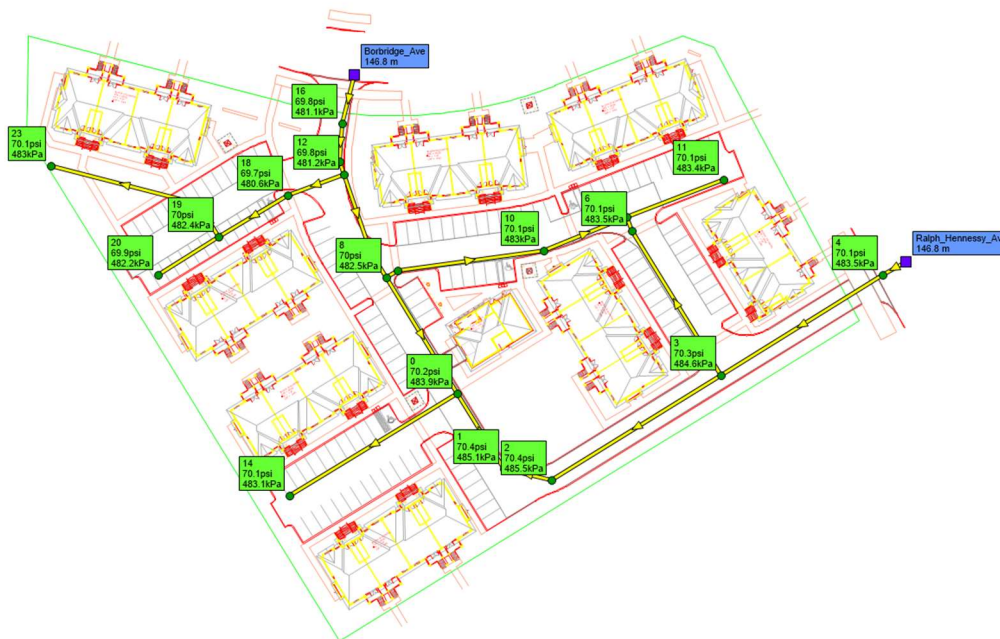 Borbridge_Ave
146.8 m
16
69.8psi
481.1kPa
12
69.8psi
481.2kPa
23
70.1psi
483kPa
18
69.7psi
480.6kPa
11
70.1psi
483.4kPa
19
70psi
482.4kPa
6
70.1psi
483.5kPa
10
70.1psi
483kPa
20
69.9psi
482.2kPa
8
70psi
482.5kPa
4
70.1psi
483.5kPa
Ralph_Hennessy_Av
146.8 m
0
70.2psi
483.9kPa
3
70.3psi
484.6kPa
1
70.4psi
485.1kPa
2
70.4psi
485.5kPa
14
70.1psi
483.1kPa